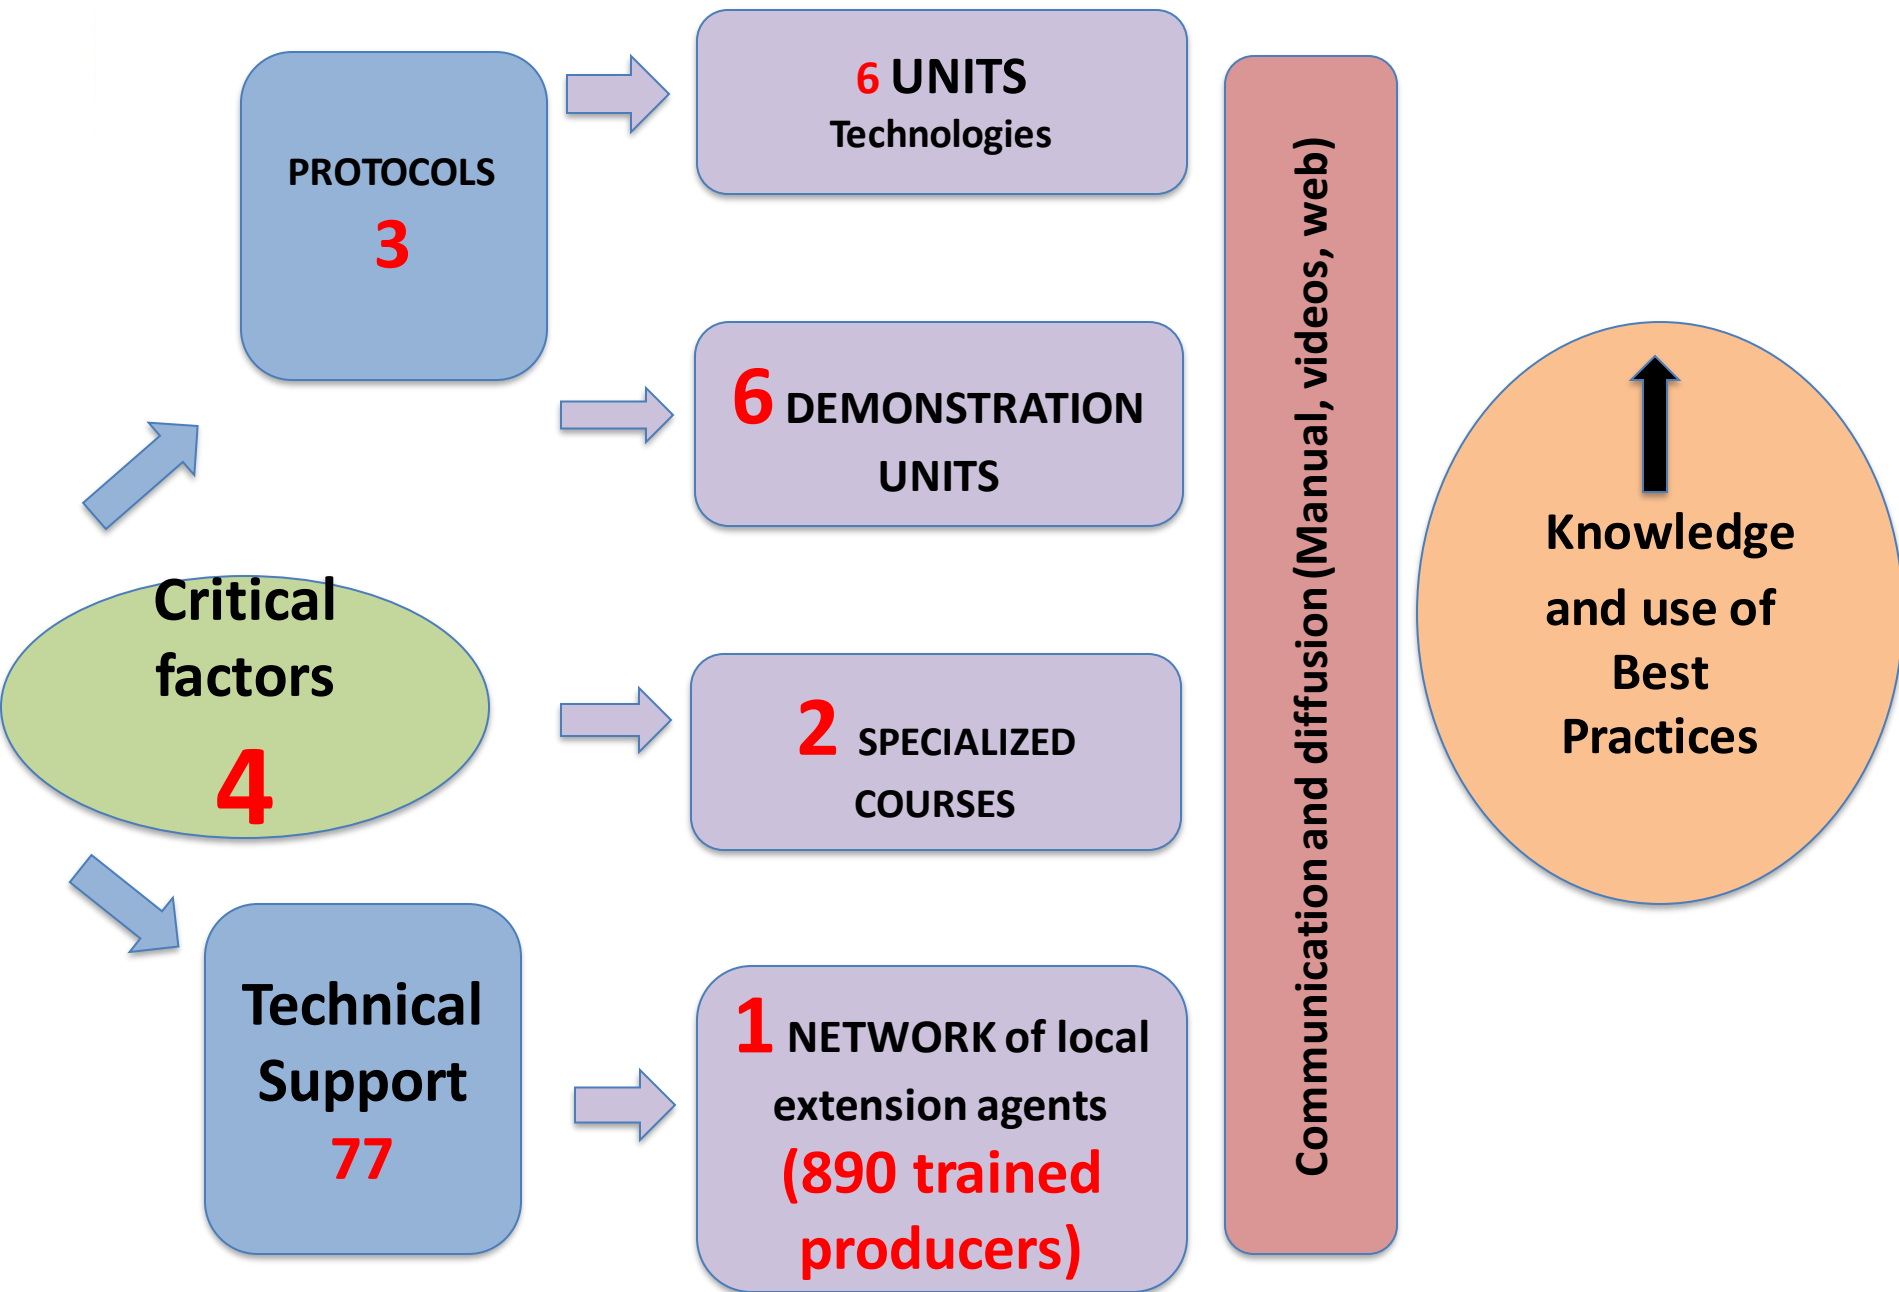 PROTOCOLS
3
6 UNITS
Technologies
6 DEMONSTRATION
UNITS
Critical
factors
4
2 SPECIALIZED
COURSES
Technical
Support
77
1 NETWORK of local
extension agents
(890 trained
producers)
Communication and diffusion (Manual, videos, web)
Knowledge
and use of
Best
Practices